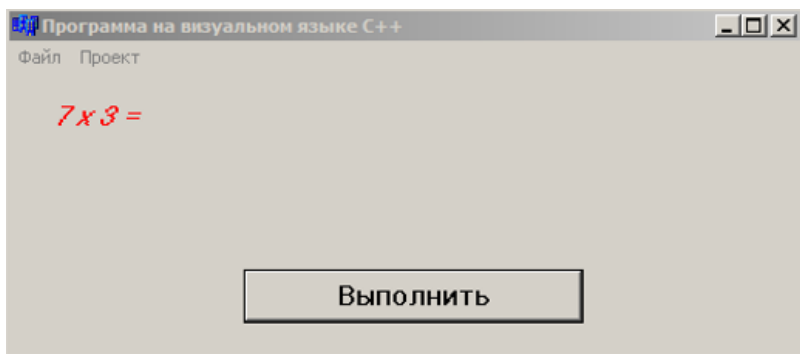 Программа на визуальном языке C++
Файл Проект
7 x 3 =
Выполнить